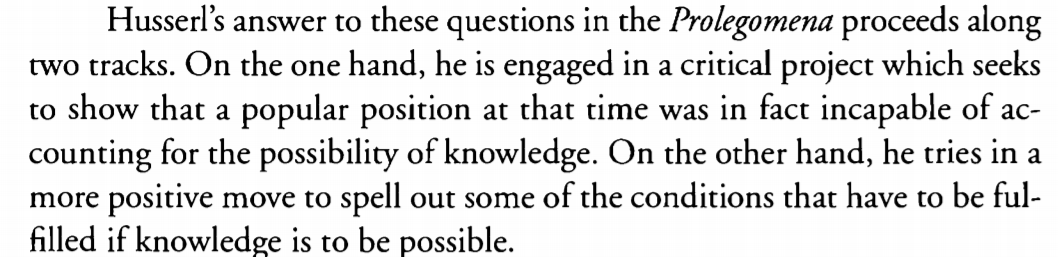 Husserl’s answer to these questions in the Prolegomena proceeds along
two tracks. On the one hand, he is engaged in a critical project which seeks
to show that a popular position at that time was in fact incapable of ac-
counting for the possibility of knowledge. On the other hand, he tries in a
more positive move to spell out some of the conditions that have to be ful-
filled if knowledge is to be possible.